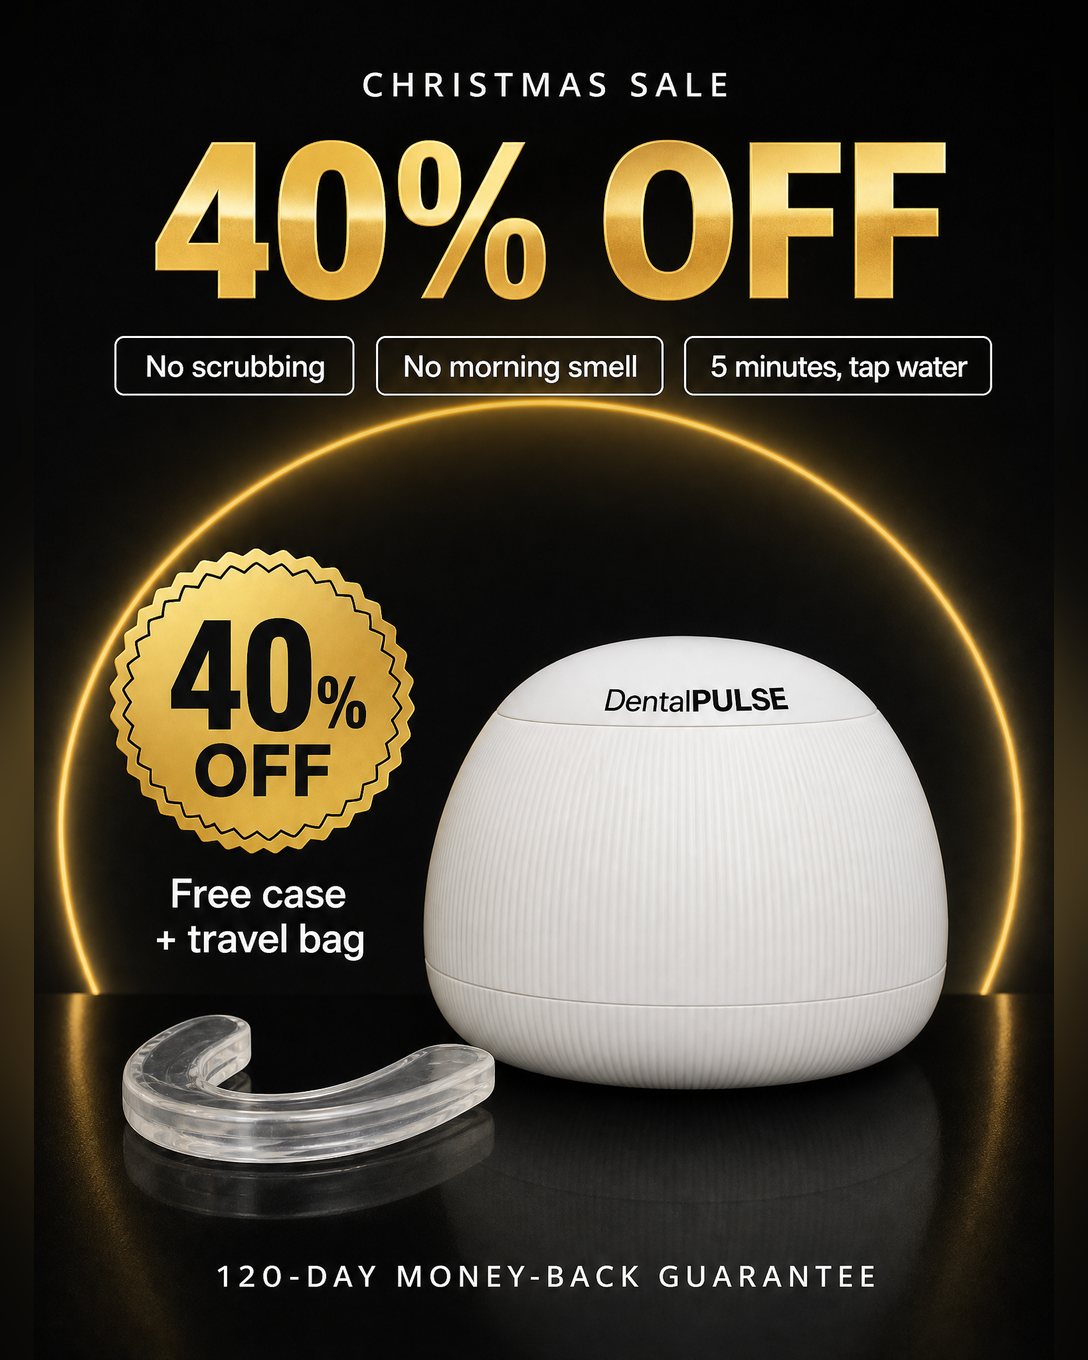 CHRISTMAS SALE
40% OFF
No scrubbing
No morning smell
5 minutes, tap water
40%
OFF
DentalPULSE
Free case
+ travel bag
120-DAY MONEY-BACK GUARANTEE